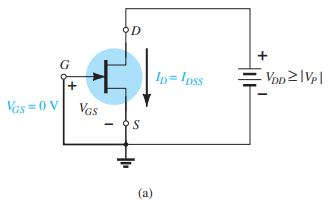 D
+
G
I_D = I_DSS
V_DD ≥ |V_P|
+
−
V_GS = 0 V
V_GS
−
S
(a)